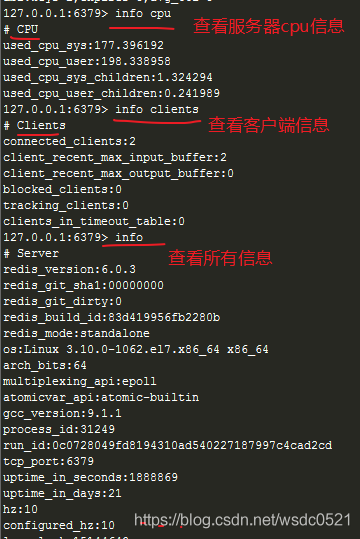 127.0.0.1:6379> info cpu 查看服务器cpu信息
# CPU
used_cpu_sys:177.396192
used_cpu_user:198.338958
used_cpu_sys_children:1.324294
used_cpu_user_children:0.241989
127.0.0.1:6379> info clients
# Clients 查看客户端信息
connected_clients:2
client_recent_max_input_buffer:2
client_recent_max_output_buffer:0
blocked_clients:0
tracking_clients:0
clients_in_timeout_table:0
127.0.0.1:6379> info
# Server 查看所有信息
redis_version:6.0.3
redis_git_sha1:00000000
redis_git_dirty:0
redis_build_id:83d419956fb2280b
redis_mode:standalone
os:Linux 3.10.0-1062.el7.x86_64 x86_64
arch_bits:64
multiplexing_api:epoll
atomicvar_api:atomic-builtin
gcc_version:9.1.1
process_id:31249
run_id:0c0728049fd8194310ad540227187997c4cad2cd
tcp_port:6379
uptime_in_seconds:1888869
uptime_in_days:21
hz:10
configured_hz:10
https://blog.csdn.net/wsdc0521